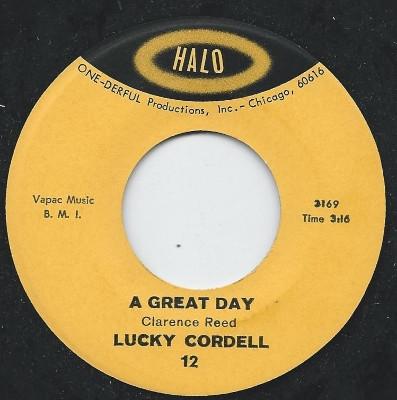 HALO
ONE-DERFUL Productions, Inc.- Chicago, 60616
Vapac Music
B. M. I.
3169
Time 3:16
A GREAT DAY
Clarence Reed
LUCKY CORDELL
12